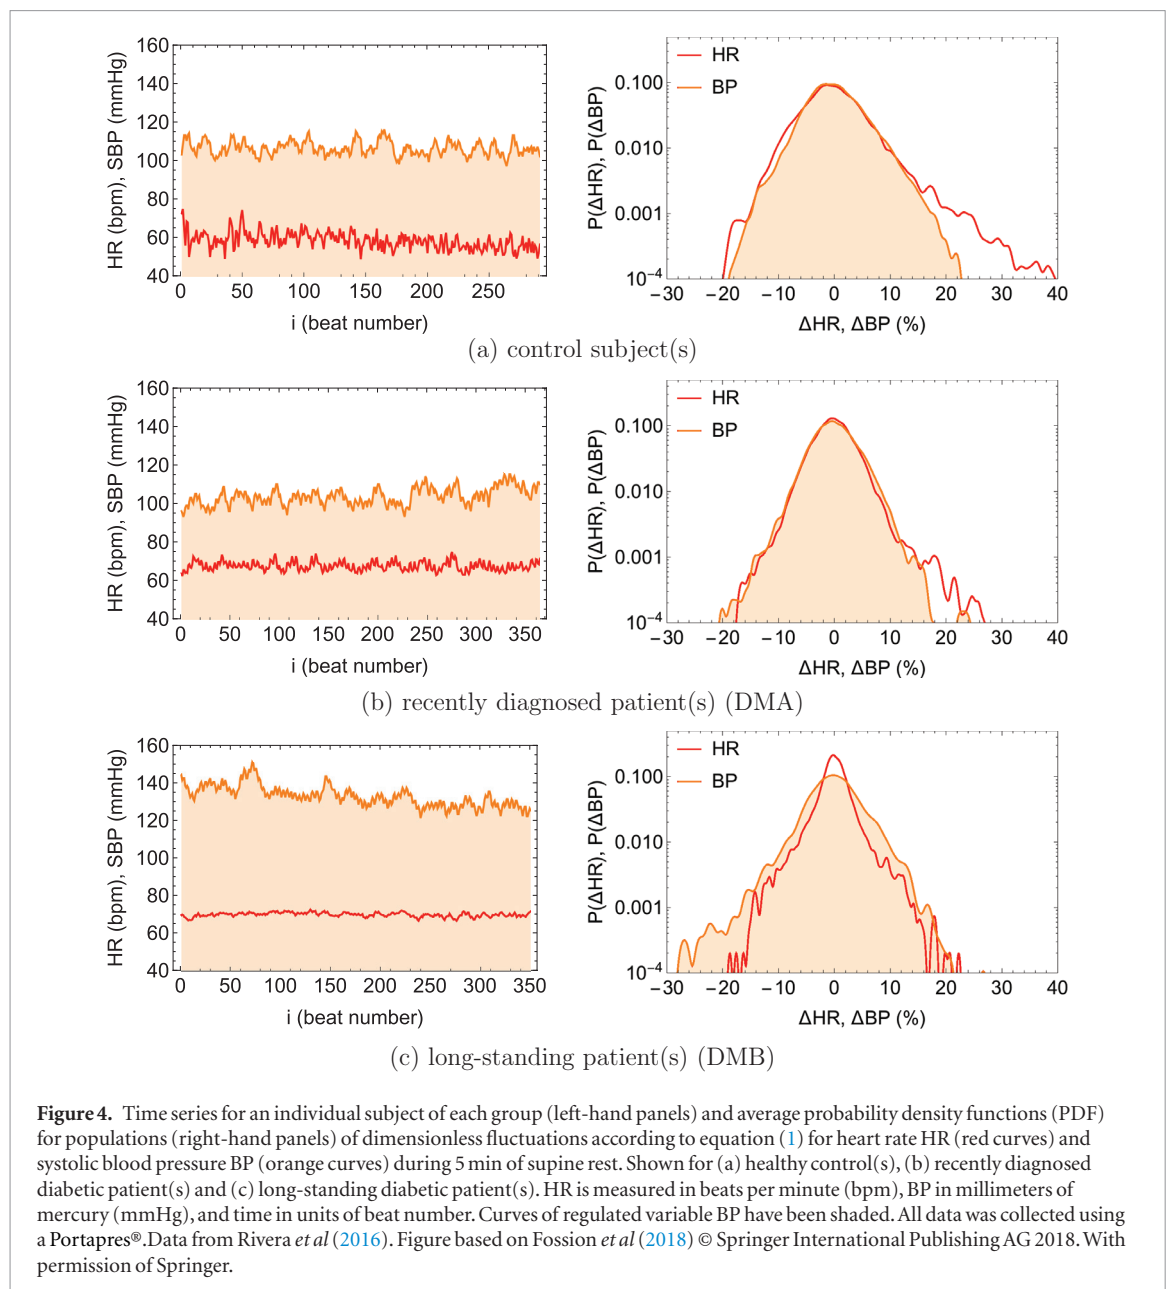 160
140
120
100
80
60
40
HR (bpm), SBP (mmHg)
0 50 100 150 200 250
i (beat number)
HR
BP
0.100
0.010
0.001
10⁻⁴
P(ΔHR), P(ΔBP)
−30 −20 −10 0 10 20 30 40
ΔHR, ΔBP (%)
(a) control subject(s)
160
140
120
100
80
60
40
HR (bpm), SBP (mmHg)
0 50 100 150 200 250 300 350
i (beat number)
HR
BP
0.100
0.010
0.001
10⁻⁴
P(ΔHR), P(ΔBP)
−30 −20 −10 0 10 20 30 40
ΔHR, ΔBP (%)
(b) recently diagnosed patient(s) (DMA)
160
140
120
100
80
60
40
HR (bpm), SBP (mmHg)
0 50 100 150 200 250 300 350
i (beat number)
HR
BP
0.100
0.010
0.001
10⁻⁴
P(ΔHR), P(ΔBP)
−30 −20 −10 0 10 20 30 40
ΔHR, ΔBP (%)
(c) long-standing patient(s) (DMB)
Figure 4. Time series for an individual subject of each group (left-hand panels) and average probability density functions (PDF)
for populations (right-hand panels) of dimensionless fluctuations according to equation (1) for heart rate HR (red curves) and
systolic blood pressure BP (orange curves) during 5 min of supine rest. Shown for (a) healthy control(s), (b) recently diagnosed
diabetic patient(s) and (c) long-standing diabetic patient(s). HR is measured in beats per minute (bpm), BP in millimeters of
mercury (mmHg), and time in units of beat number. Curves of regulated variable BP have been shaded. All data was collected using
a Portapres®.Data from Rivera et al (2016). Figure based on Fossion et al (2018) © Springer International Publishing AG 2018. With
permission of Springer.